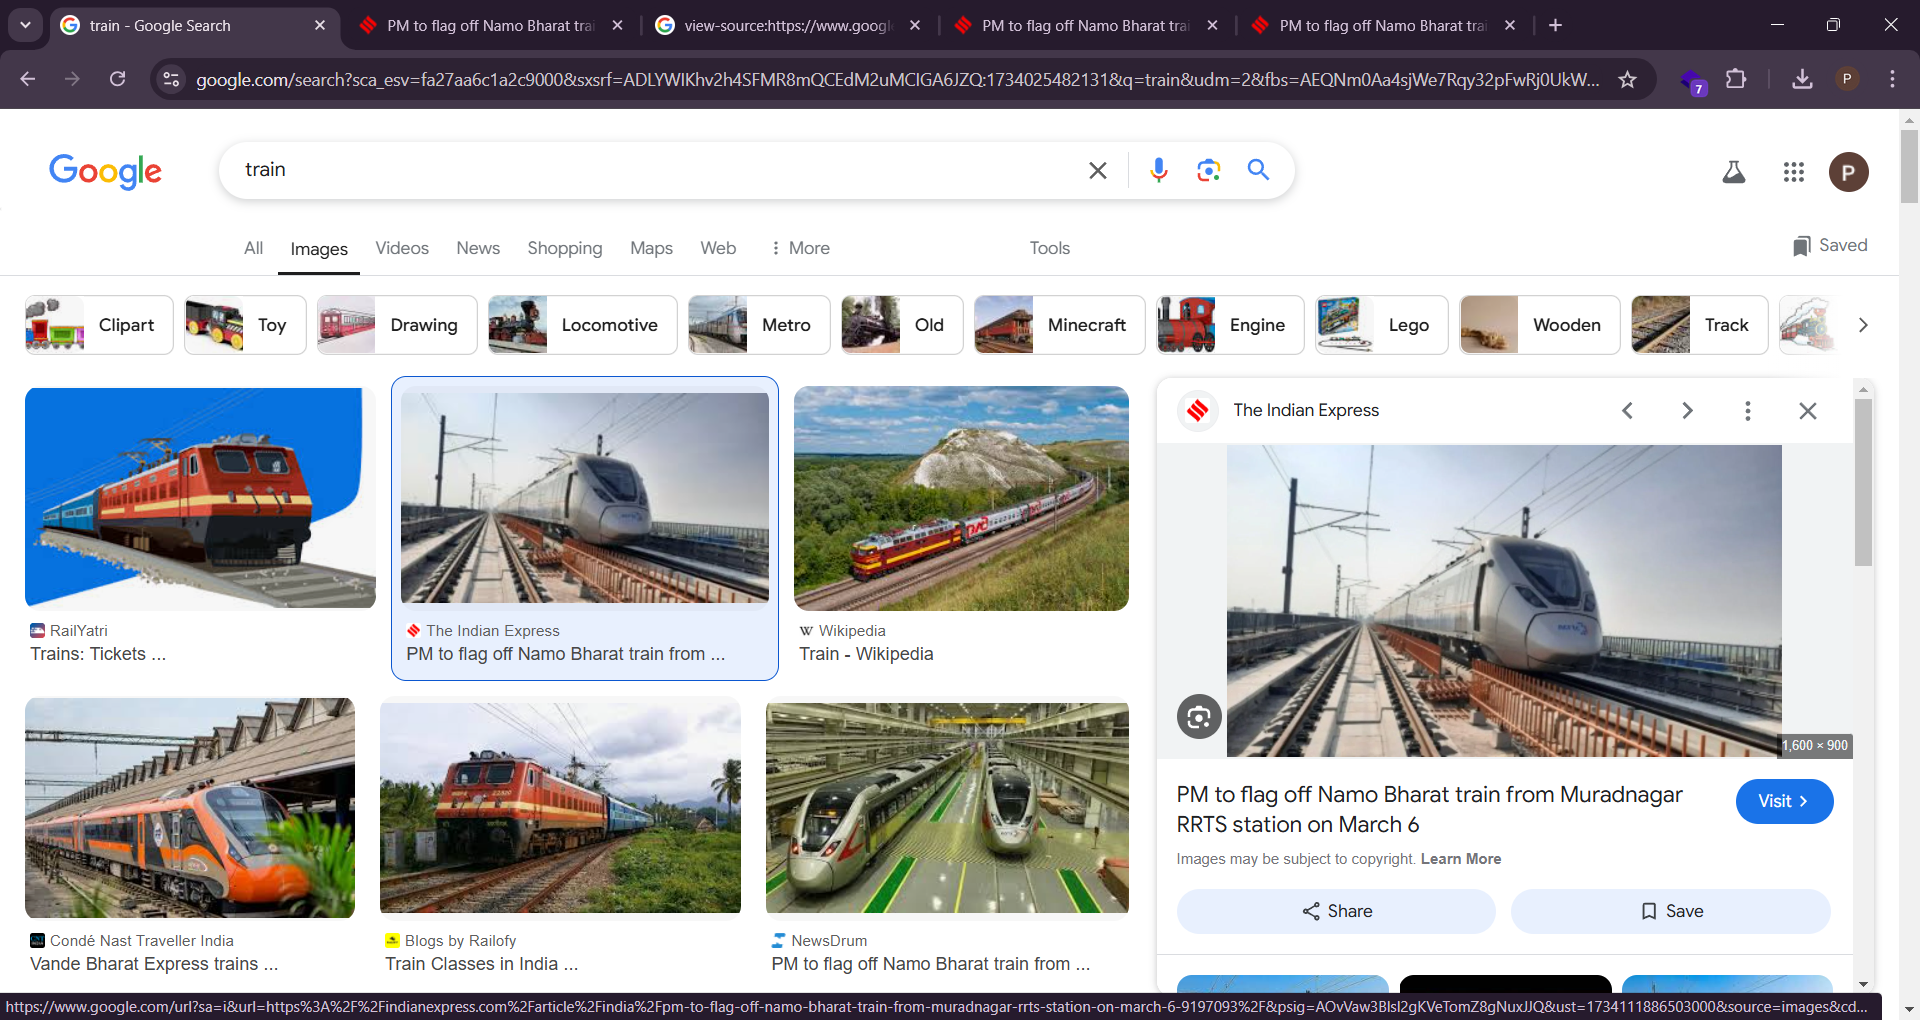 train - Google Search
PM to flag off Namo Bharat trai
view-source:https://www.googl
PM to flag off Namo Bharat trai
PM to flag off Namo Bharat trai
google.com/search?sca_esv=fa27aa6c1a2c9000&sxsrf=ADLYWIKhv2h4SFMR8mQCEdM2uMCIGA6JZQ:1734025482131&q=train&udm=2&fbs=AEQNm0Aa4sjWe7Rqy32pFwRj0UkW...
7
P
Google
train
P
All
Images
Videos
News
Shopping
Maps
Web
More
Tools
Saved
Clipart
Toy
Drawing
Locomotive
Metro
Old
Minecraft
Engine
Lego
Wooden
Track
RailYatri
Trains: Tickets ...
The Indian Express
PM to flag off Namo Bharat train from ...
Wikipedia
Train - Wikipedia
Condé Nast Traveller India
Vande Bharat Express trains ...
Blogs by Railofy
Train Classes in India ...
NewsDrum
PM to flag off Namo Bharat train from ...
The Indian Express
1,600 × 900
PM to flag off Namo Bharat train from Muradnagar
RRTS station on March 6
Visit
Images may be subject to copyright. Learn More
Share
Save
https://www.google.com/url?sa=i&url=https%3A%2F%2Findianexpress.com%2Farticle%2Findia%2Fpm-to-flag-off-namo-bharat-train-from-muradnagar-rrts-station-on-march-6-9197093%2F&psig=AOvVaw3BIsl2gKVeTomZ8gNuxJJQ&ust=1734111886503000&source=images&cd...